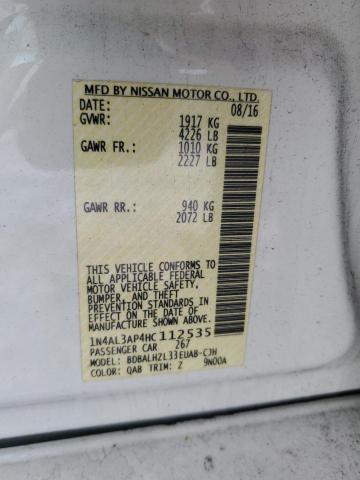 MFD BY NISSAN MOTOR CO., LTD.
DATE: 08/16
GVWR: 1917 KG
4226 LB
GAWR FR.: 1010 KG
2227 LB
GAWR RR.: 940 KG
2072 LB
THIS VEHICLE CONFORMS TO
ALL APPLICABLE FEDERAL
MOTOR VEHICLE SAFETY,
BUMPER, AND THEFT
PREVENTION STANDARDS
IN EFFECT ON THE DATE OF
MANUFACTURE SHOWN ABOVE.
1N4AL3AP4HC112535
PASSENGER CAR 267
MODEL: BDBALHZL33EUAB-CJH
COLOR: QAB TRIM: Z 9N00A